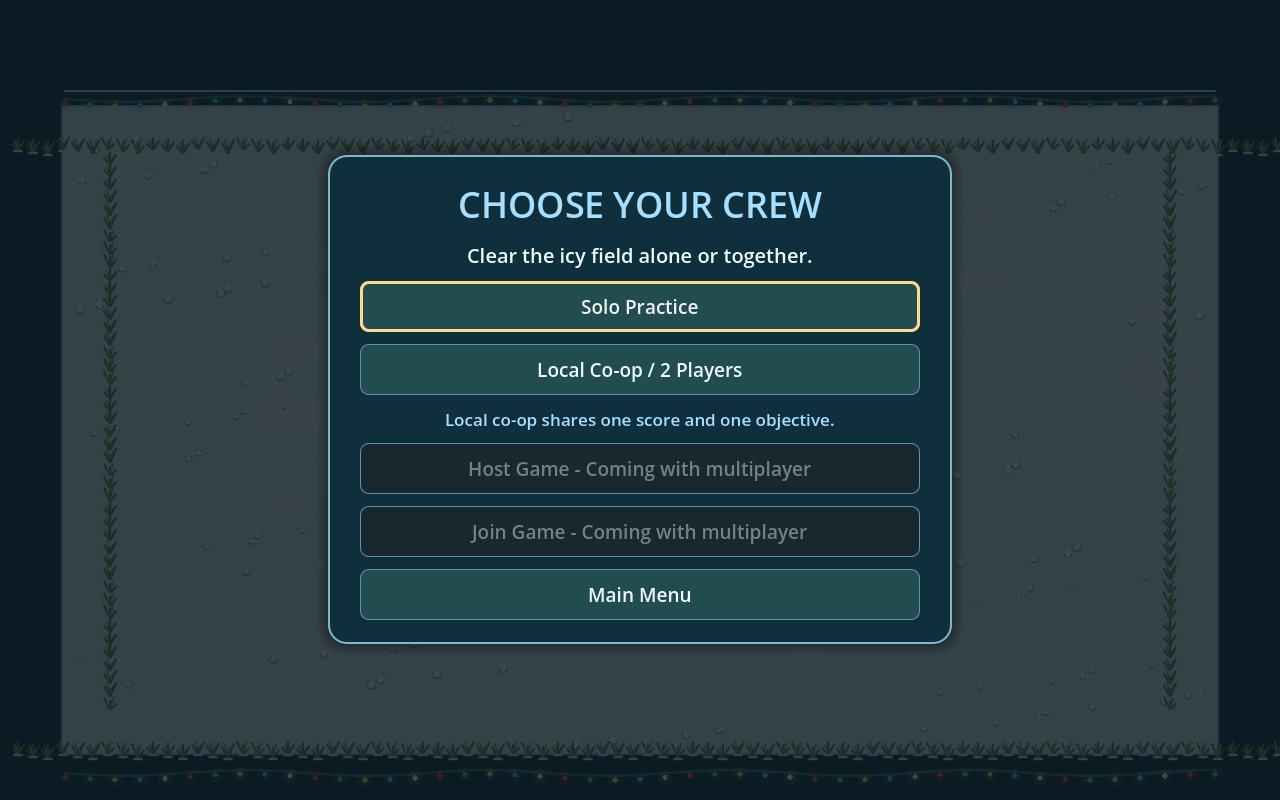 CHOOSE YOUR CREW
Clear the icy field alone or together.
Solo Practice
Local Co-op / 2 Players
Local co-op shares one score and one objective.
Host Game - Coming with multiplayer
Join Game - Coming with multiplayer
Main Menu